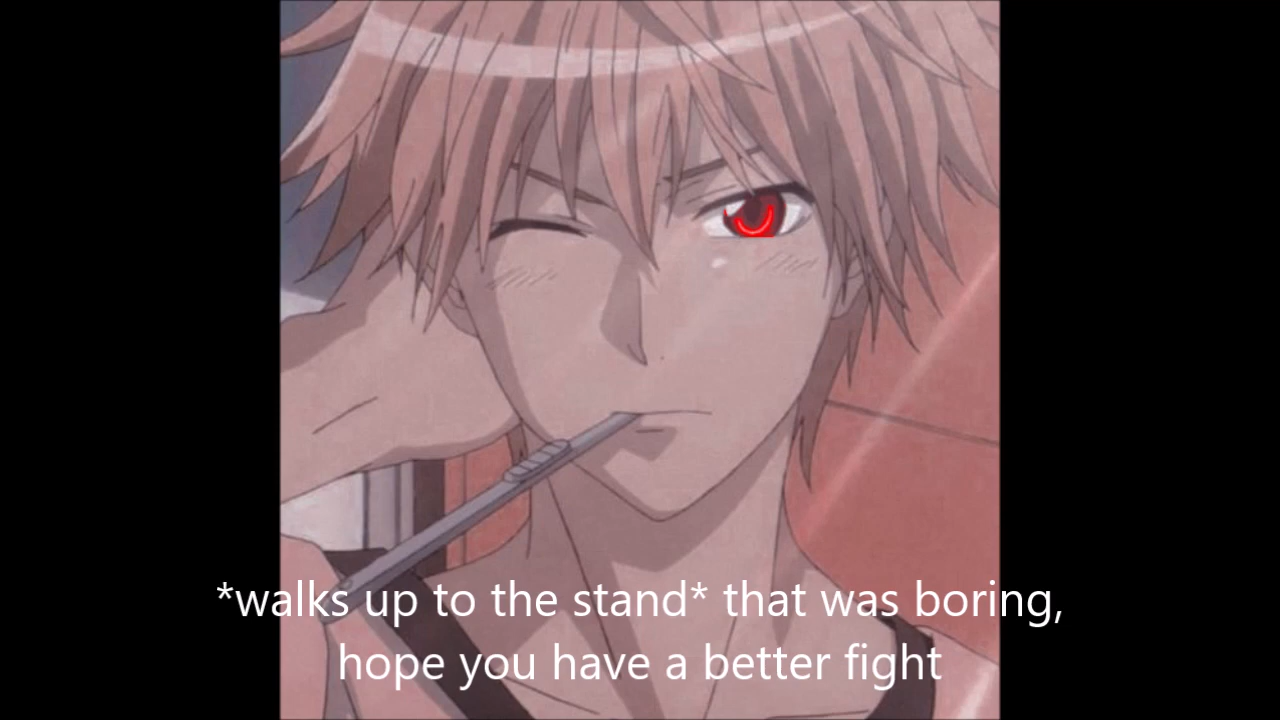 *walks up to the stand* that was boring,
hope you have a better fight